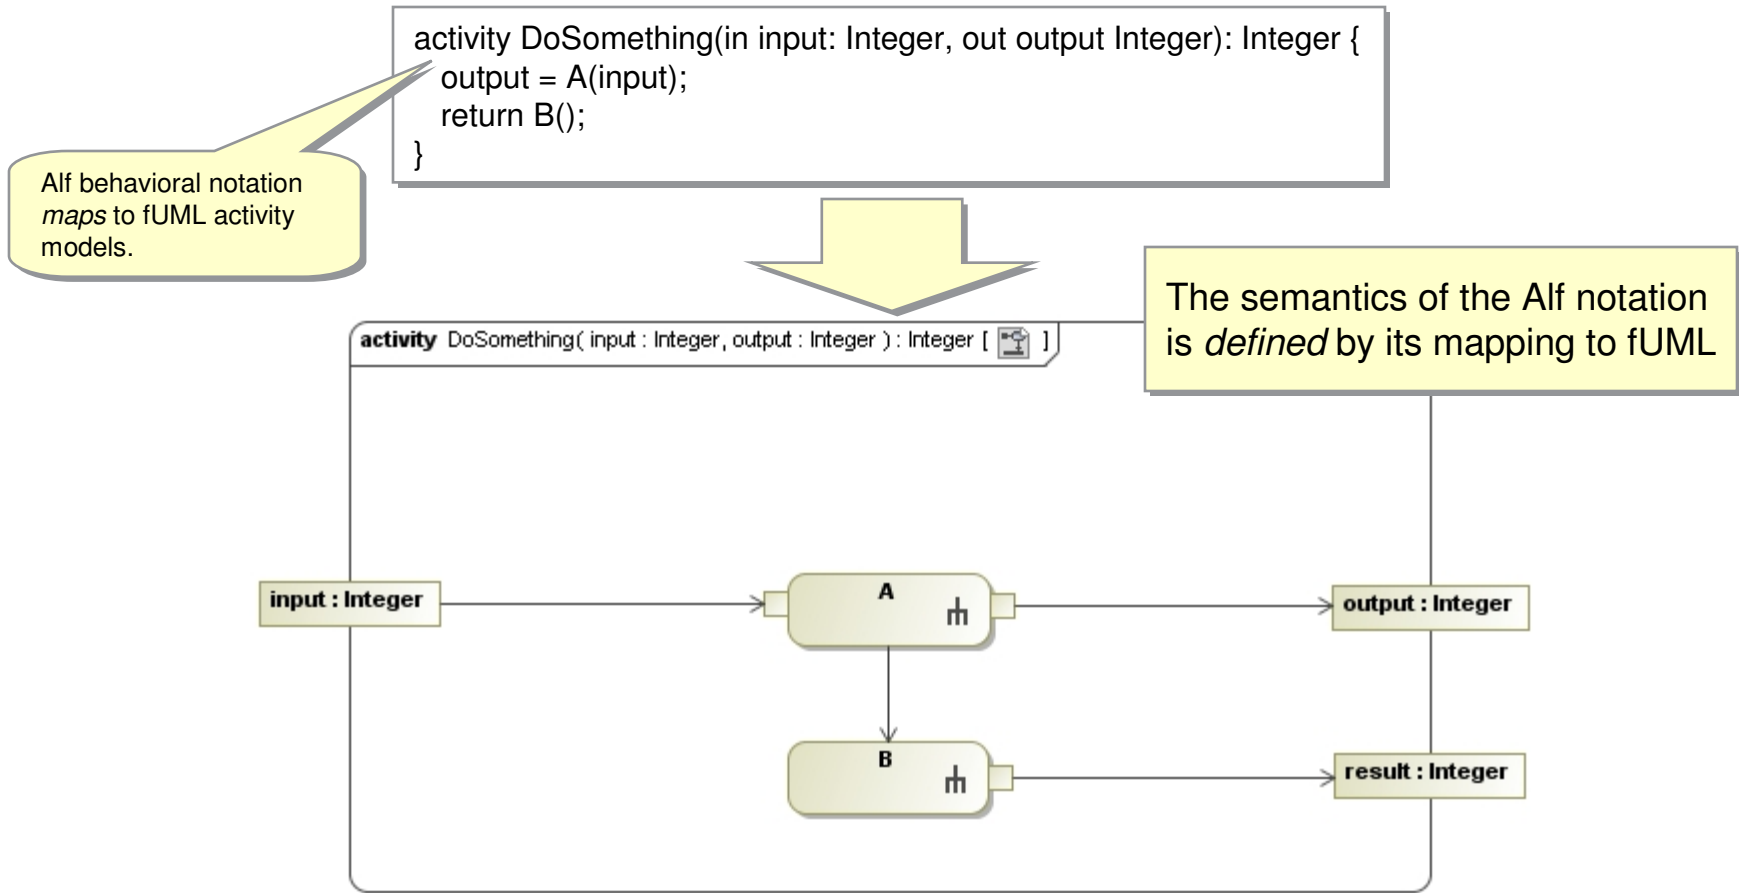 activity DoSomething(in input: Integer, out output Integer): Integer {
output = A(input);
return B();
}
Alf behavioral notation
maps to fUML activity
models.
The semantics of the Alf notation
is defined by its mapping to fUML
activity DoSomething( input : Integer, output : Integer ) : Integer [ ]
input : Integer
A
output : Integer
B
result : Integer